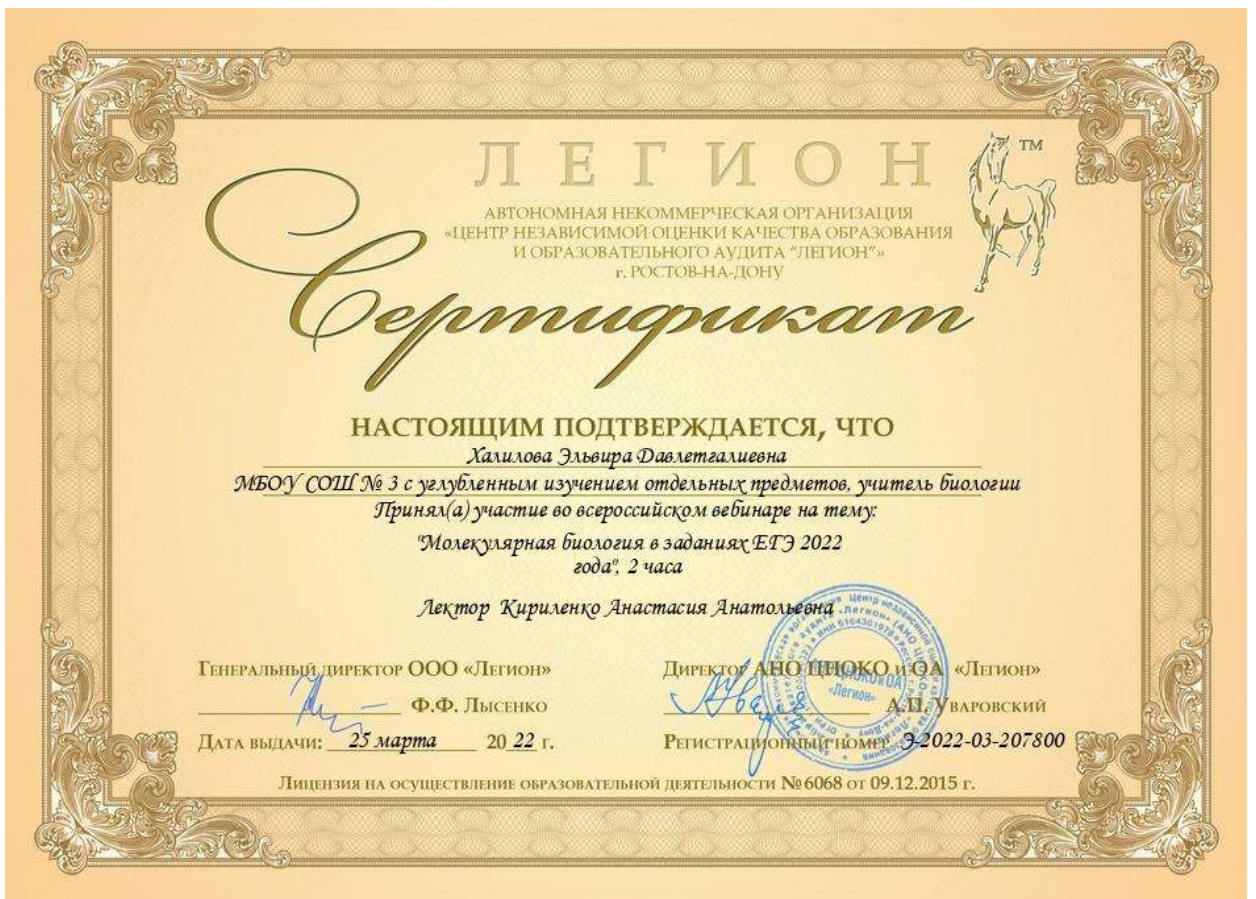 ЛЕГИОН
TM
АВТОНОМНАЯ НЕКОММЕРЧЕСКАЯ ОРГАНИЗАЦИЯ
«ЦЕНТР НЕЗАВИСИМОЙ ОЦЕНКИ КАЧЕСТВА ОБРАЗОВАНИЯ
И ОБРАЗОВАТЕЛЬНОГО АУДИТА "ЛЕГИОН"»
г. РОСТОВ-НА-ДОНУ
Сертификат
НАСТОЯЩИМ ПОДТВЕРЖДАЕТСЯ, ЧТО
Халилова Эльвира Давлетгалиевна
МБОУ СОШ № 3 с углубленным изучением отдельных предметов, учитель биологии
Принял(а) участие во всероссийском вебинаре на тему:
"Молекулярная биология в заданиях ЕГЭ 2022
года", 2 часа
Лектор Кириленко Анастасия Анатольевна
ГЕНЕРАЛЬНЫЙ ДИРЕКТОР ООО «ЛЕГИОН»
Ф.Ф. ЛЫСЕНКО
ДИРЕКТОР АНО ЦНОКО и ОА «ЛЕГИОН»
А.П. УВАРОВСКИЙ
ДАТА ВЫДАЧИ: 25 марта 20 22 г.
РЕГИСТРАЦИОННЫЙ НОМЕР Э-2022-03-207800
«Легион»
ЛИЦЕНЗИЯ НА ОСУЩЕСТВЛЕНИЕ ОБРАЗОВАТЕЛЬНОЙ ДЕЯТЕЛЬНОСТИ № 6068 от 09.12.2015 г.